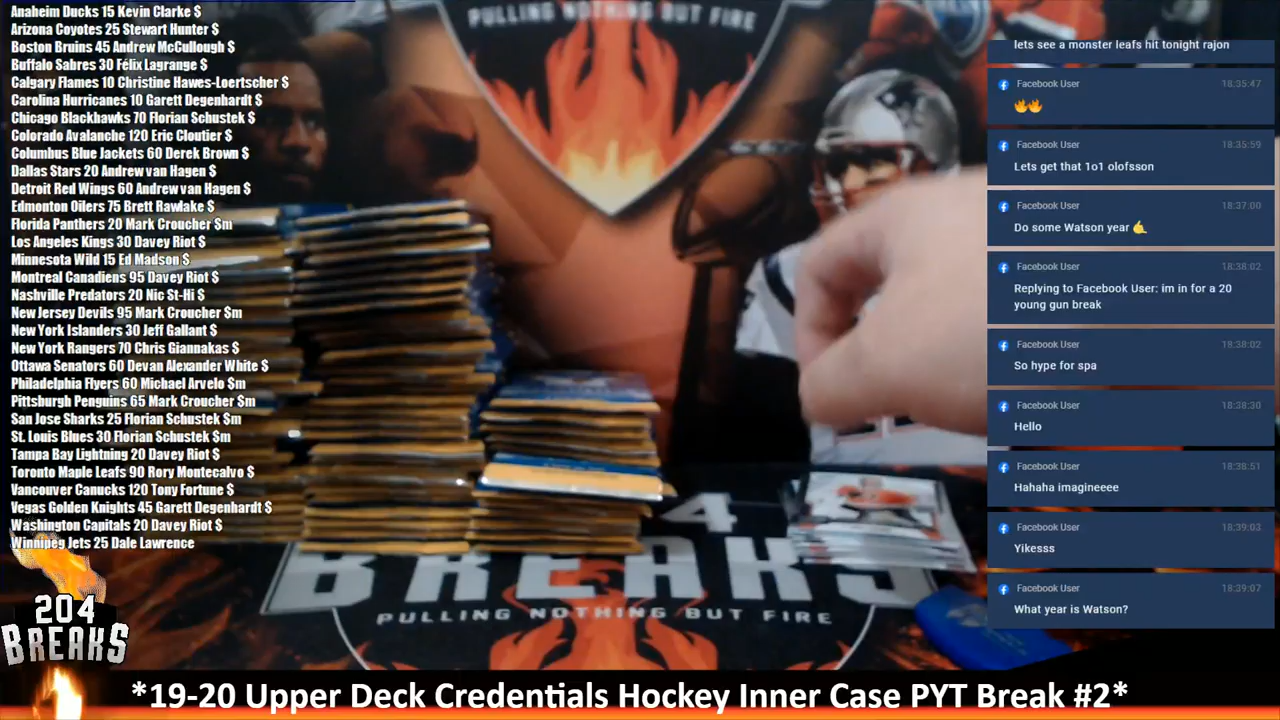 Anaheim Ducks 15 Kevin Clarke $
Arizona Coyotes 25 Stewart Hunter $
Boston Bruins 45 Andrew McCullough $
Buffalo Sabres 30 Félix Lagrange $
Calgary Flames 10 Christine Hawes-Loertscher $
Carolina Hurricanes 10 Garett Degenhardt $
Chicago Blackhawks 70 Florian Schustek $
Colorado Avalanche 120 Eric Cloutier $
Columbus Blue Jackets 60 Derek Brown $
Dallas Stars 20 Andrew van Hagen $
Detroit Red Wings 60 Andrew van Hagen $
Edmonton Oilers 75 Brett Rawlake $
Florida Panthers 20 Mark Croucher $m
Los Angeles Kings 30 Davey Riot $
Minnesota Wild 15 Ed Madson $
Montreal Canadiens 95 Davey Riot $
Nashville Predators 20 Nic St-Hi $
New Jersey Devils 95 Mark Croucher $m
New York Islanders 30 Jeff Gallant $
New York Rangers 70 Chris Giannakas $
Ottawa Senators 60 Devan Alexander White $
Philadelphia Flyers 60 Michael Arvelo $m
Pittsburgh Penguins 65 Mark Croucher $m
San Jose Sharks 25 Florian Schustek $m
St. Louis Blues 30 Florian Schustek $m
Tampa Bay Lightning 20 Davey Riot $
Toronto Maple Leafs 90 Rory Montecalvo $
Vancouver Canucks 120 Tony Fortune $
Vegas Golden Knights 45 Garett Degenhardt $
Washington Capitals 20 Davey Riot $
Winnipeg Jets 25 Dale Lawrence
PULLING NOTHING BUT FIRE
4
BREAKS
PULLING NOTHING BUT FIRE
lets see a monster leafs hit tonight rajon
Facebook User 18:35:47
🔥🔥
Facebook User 18:35:59
Lets get that 1o1 olofsson
Facebook User 18:37:00
Do some Watson year 🤙
Facebook User 18:38:02
Replying to Facebook User: im in for a 20
young gun break
Facebook User 18:38:02
So hype for spa
Facebook User 18:38:30
Hello
Facebook User 18:38:51
Hahaha imagineeee
Facebook User 18:39:03
Yikesss
Facebook User 18:39:07
What year is Watson?
204
BREAKS
*19-20 Upper Deck Credentials Hockey Inner Case PYT Break #2*